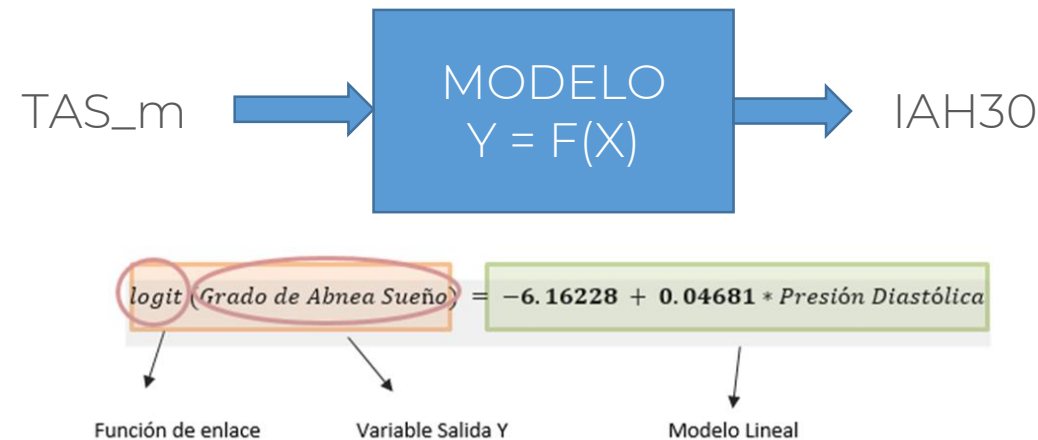 TAS_m
MODELO
Y = F(X)
IAH30
logit (Grado de Abnea Sueño) = −6.16228 + 0.04681 * Presión Diastólica
Función de enlace
Variable Salida Y
Modelo Lineal